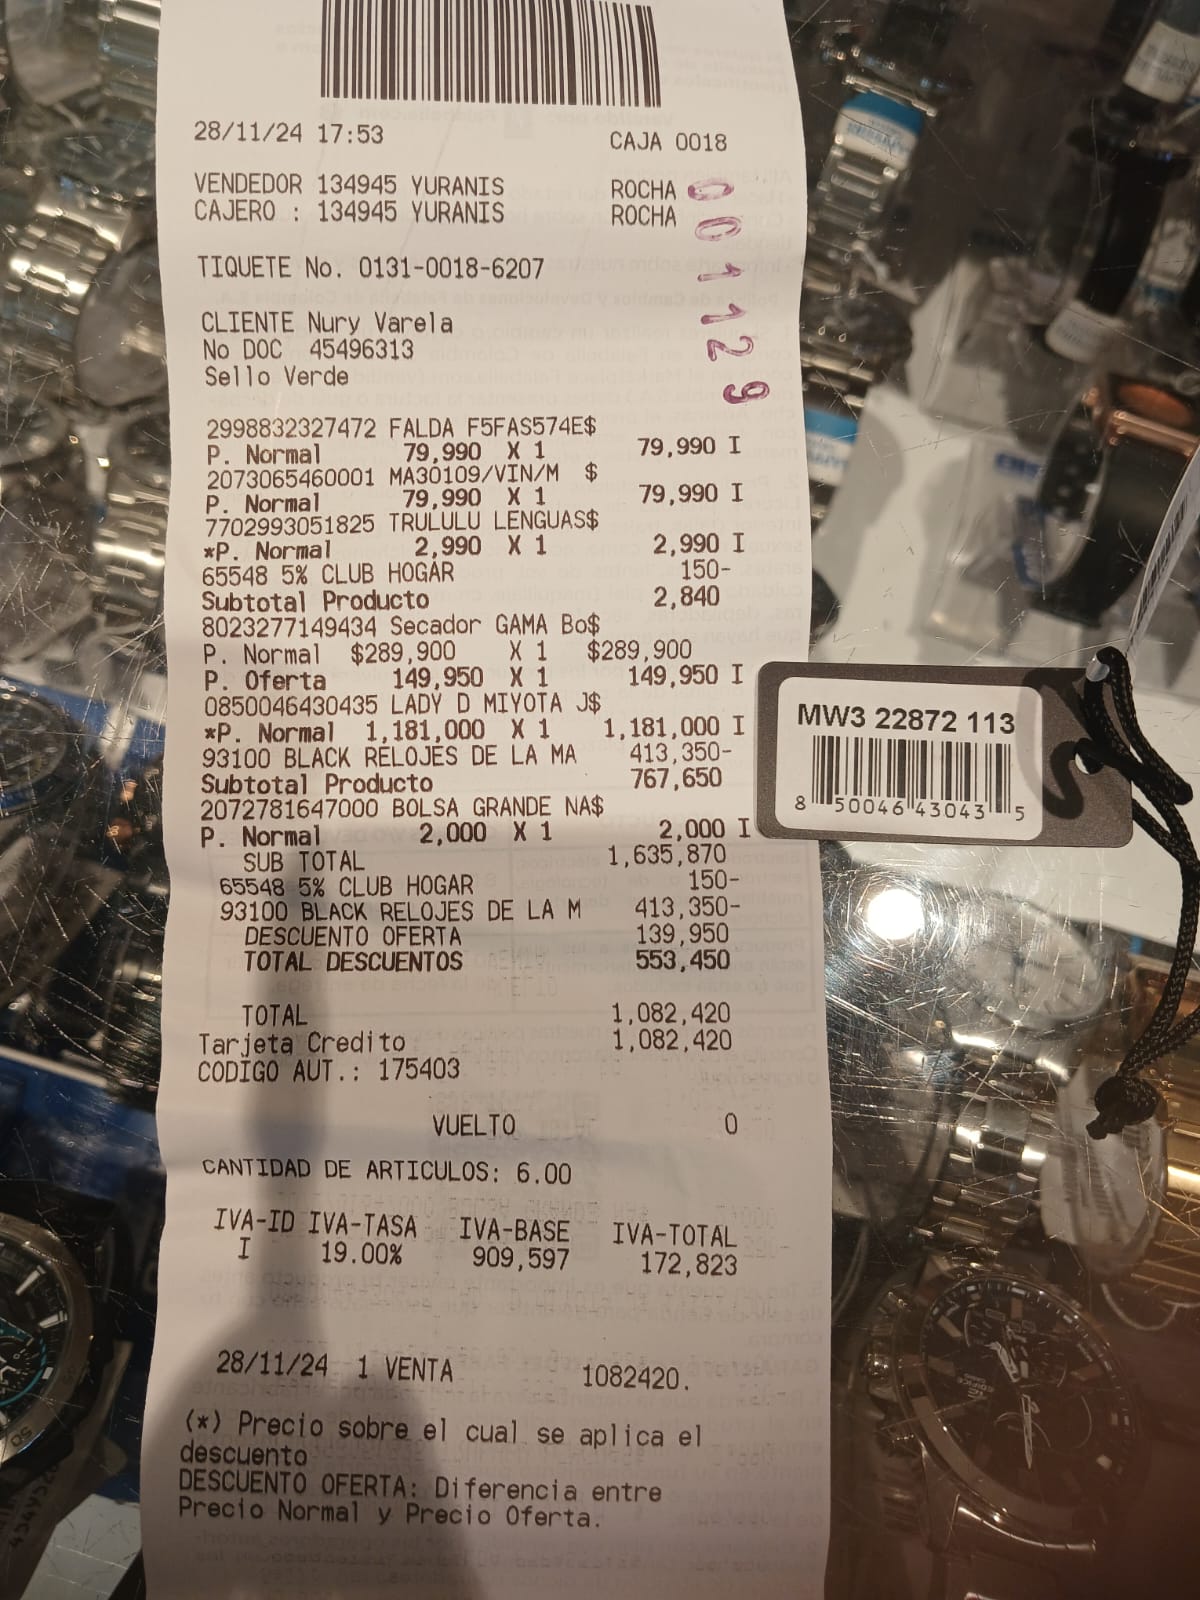 28/11/24 17:53 CAJA 0018
VENDEDOR 134945 YURANIS ROCHA
CAJERO : 134945 YURANIS ROCHA
001129
TIQUETE No. 0131-0018-6207
CLIENTE Nury Varela
No DOC 45496313
Sello Verde
2998832327472 FALDA F5FAS574E$
P. Normal 79,990 X 1 79,990 I
2073065460001 MA30109/VIN/M $
P. Normal 79,990 X 1 79,990 I
7702993051825 TRULULU LENGUAS$
*P. Normal 2,990 X 1 2,990 I
65548 5% CLUB HOGAR 150-
Subtotal Producto 2,840
8023277149434 Secador GAMA Bo$
P. Normal $289,900 X 1 $289,900
P. Oferta 149,950 X 1 149,950 I
0850046430435 LADY D MIYOTA J$
*P. Normal 1,181,000 X 1 1,181,000 I
93100 BLACK RELOJES DE LA MA 413,350-
Subtotal Producto 767,650
2072781647000 BOLSA GRANDE NA$
P. Normal 2,000 X 1 2,000 I
SUB TOTAL 1,635,870
65548 5% CLUB HOGAR 150-
93100 BLACK RELOJES DE LA M 413,350-
DESCUENTO OFERTA 139,950
TOTAL DESCUENTOS 553,450
TOTAL 1,082,420
Tarjeta Credito 1,082,420
CODIGO AUT.: 175403
VUELTO 0
CANTIDAD DE ARTICULOS: 6.00
IVA-ID IVA-TASA IVA-BASE IVA-TOTAL
I 19.00% 909,597 172,823
28/11/24 1 VENTA 1082420.
(*) Precio sobre el cual se aplica el
descuento
DESCUENTO OFERTA: Diferencia entre
Precio Normal y Precio Oferta.
MW3 22872 113
8 50046 43043 5
EDIFICE
CASIO